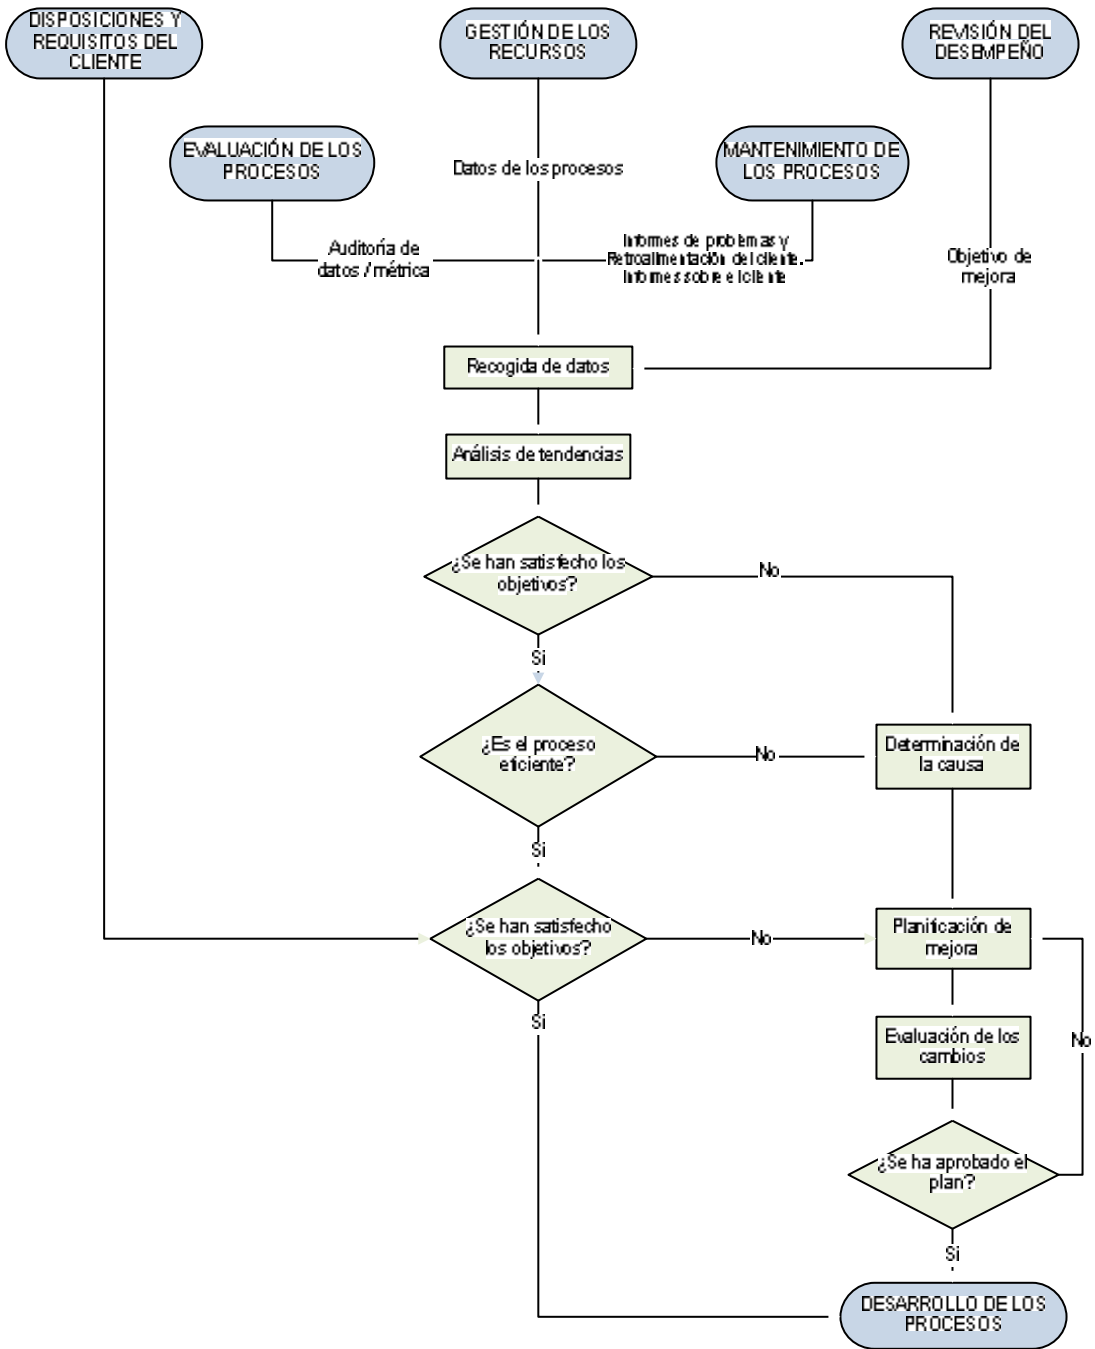 DISPOSICIONES Y
REQUISITOS DEL
CLIENTE
GESTIÓN DE LOS
RECURSOS
REVISIÓN DEL
DESEMPEÑO
EVALUACIÓN DE LOS
PROCESOS
Datos de los procesos
MANTENIMIENTO DE
LOS PROCESOS
Auditoría de
datos / métrica
Informes de problemas y
Retroalimentación del cliente.
Informes sobre el cliente
Objetivo de
mejora
Recogida de datos
Análisis de tendencias
¿Se han satisfecho los
objetivos?
No
Si
¿Es el proceso
eficiente?
No
Determinación de
la causa
Si
¿Se han satisfecho
los objetivos?
No
Planificación de
mejora
Si
Evaluación de los
cambios
No
¿Se ha aprobado el
plan?
Si
DESARROLLO DE LOS
PROCESOS